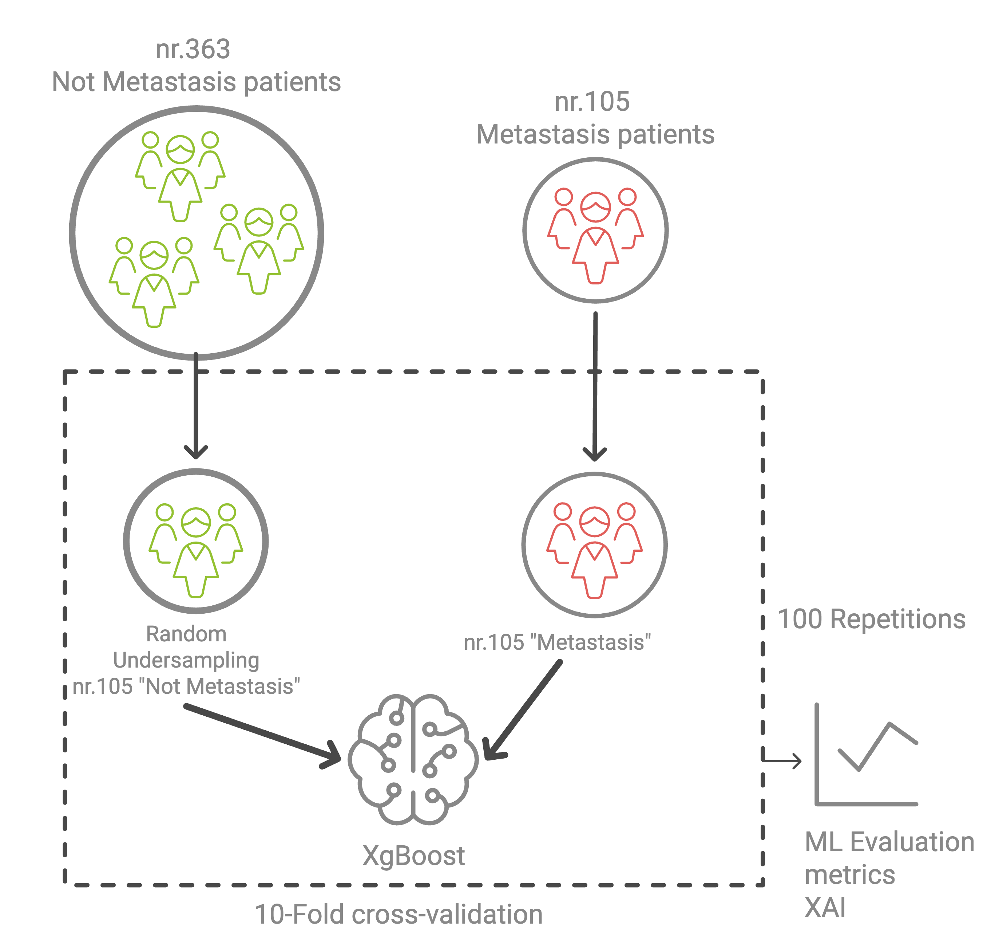 nr.363
Not Metastasis patients
nr.105
Metastasis patients
Random
Undersampling
nr.105 "Not Metastasis"
nr.105 "Metastasis"
100 Repetitions
XgBoost
ML Evaluation
metrics
XAI
10-Fold cross-validation